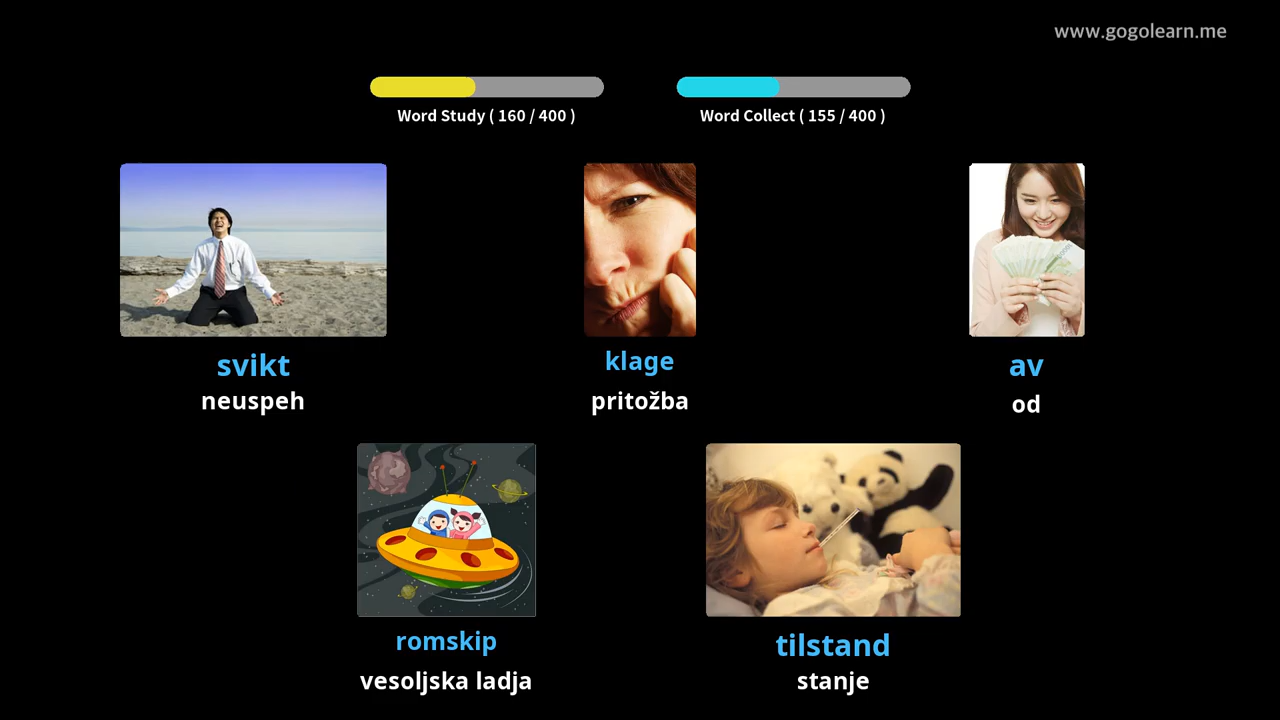 www.gogolearn.me
Word Study ( 160 / 400 )
Word Collect ( 155 / 400 )
svikt
neuspeh
klage
pritožba
av
od
romskip
vesoljska ladja
tilstand
stanje